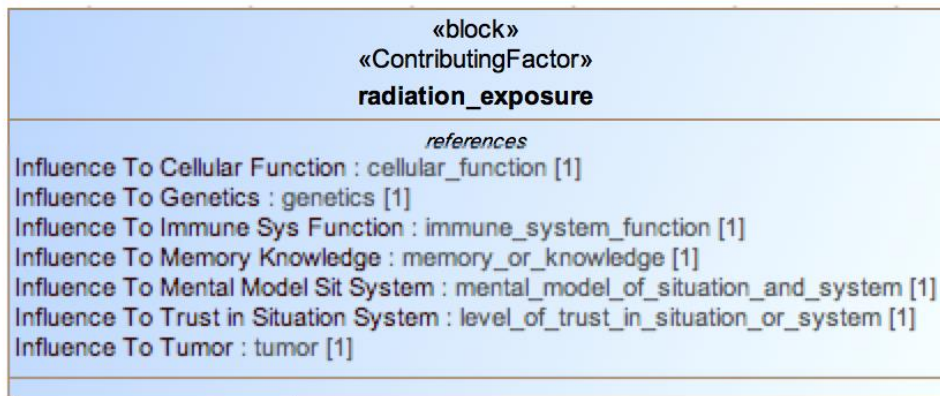 «block»
«ContributingFactor»
radiation_exposure
references
Influence To Cellular Function : cellular_function [1]
Influence To Genetics : genetics [1]
Influence To Immune Sys Function : immune_system_function [1]
Influence To Memory Knowledge : memory_or_knowledge [1]
Influence To Mental Model Sit System : mental_model_of_situation_and_system [1]
Influence To Trust in Situation System : level_of_trust_in_situation_or_system [1]
Influence To Tumor : tumor [1]